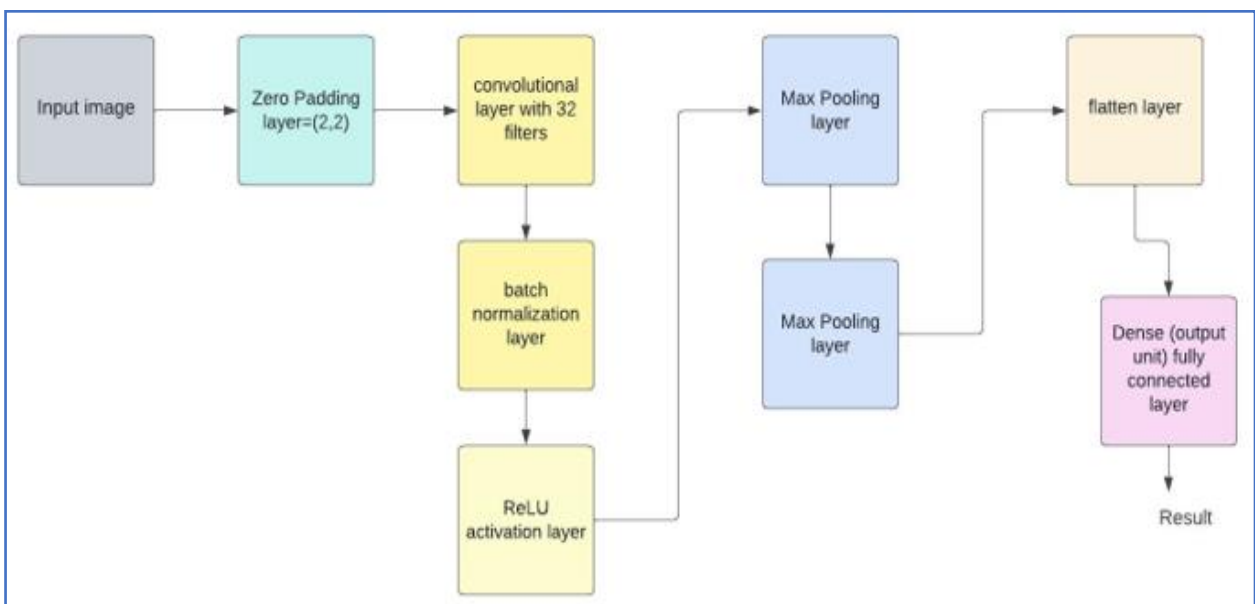 Input image
Zero Padding
layer=(2,2)
convolutional
layer with 32
filters
batch
normalization
layer
ReLU
activation layer
Max Pooling
layer
Max Pooling
layer
flatten layer
Dense (output
unit) fully
connected
layer
Result